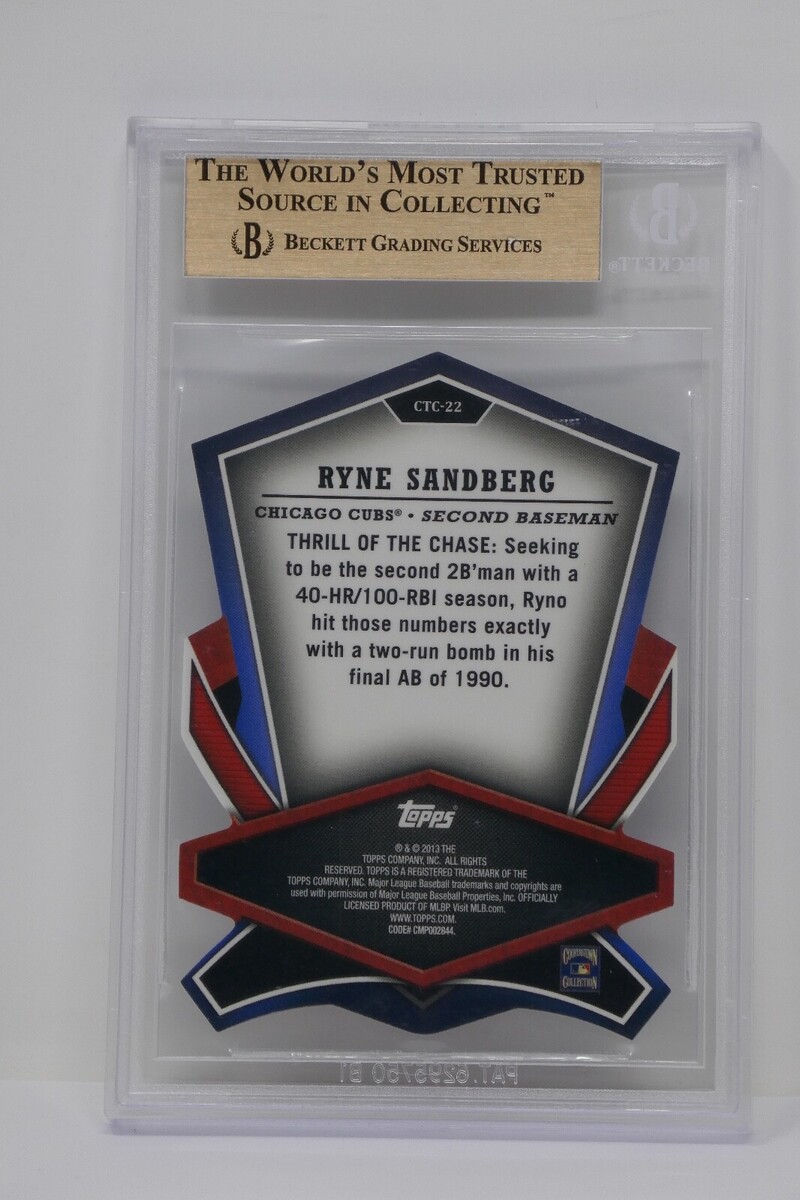 THE WORLD'S MOST TRUSTED
SOURCE IN COLLECTING™
B BECKETT GRADING SERVICES
B
BECKETT®
CTC-22
RYNE SANDBERG
CHICAGO CUBS® • SECOND BASEMAN
THRILL OF THE CHASE: Seeking
to be the second 2B'man with a
40-HR/100-RBI season, Ryno
hit those numbers exactly
with a two-run bomb in his
final AB of 1990.
topps®
® & © 2013 THE
TOPPS COMPANY, INC. ALL RIGHTS
RESERVED. TOPPS IS A REGISTERED TRADEMARK OF THE
TOPPS COMPANY, INC. Major League Baseball trademarks and copyrights are
used with permission of Major League Baseball Properties, Inc. OFFICIALLY
LICENSED PRODUCT OF MLBP. Visit MLB.com.
WWW.TOPPS.COM.
CODE# CMP002844.
COOPERSTOWN
COLLECTION
PAT. 6295750 B1